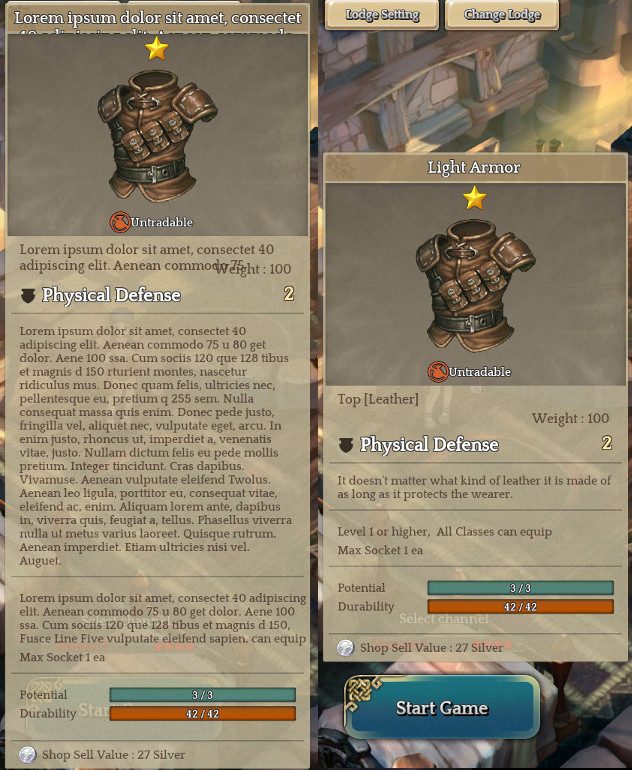 Lorem ipsum dolor sit amet, consectet
Untradable
Lorem ipsum dolor sit amet, consectet 40
adipiscing elit. Aenean commodo 75
Weight : 100
Physical Defense 2
Lorem ipsum dolor sit amet, consectet 40
adipiscing elit. Aenean commodo 75 u 80 get
dolor. Aene 100 ssa. Cum sociis 120 que 128 tibus
et magnis d 150 rturient montes, nascetur
ridiculus mus. Donec quam felis, ultricies nec,
pellentesque eu, pretium q 255 sem. Nulla
consequat massa quis enim. Donec pede justo,
fringilla vel, aliquet nec, vulputate eget, arcu. In
enim justo, rhoncus ut, imperdiet a, venenatis
vitae, justo. Nullam dictum felis eu pede mollis
pretium. Integer tincidunt. Cras dapibus.
Vivamuse. Aenean vulputate eleifend Twolus.
Aenean leo ligula, porttitor eu, consequat vitae,
eleifend ac, enim. Aliquam lorem ante, dapibus
in, viverra quis, feugiat a, tellus. Phasellus viverra
nulla ut metus varius laoreet. Quisque rutrum.
Aenean imperdiet. Etiam ultricies nisi vel.
Auguet.
Lorem ipsum dolor sit amet, consectet 40 adipiscing
elit. Aenean commodo 75 u 80 get dolor. Aene 100
ssa. Cum sociis 120 que 128 tibus et magnis d 150,
Fusce Line Five vulputate eleifend sapien. can equip
Max Socket 1 ea
Potential 3 / 3
Durability 42 / 42
Shop Sell Value : 27 Silver
Lodge Setting
Change Lodge
Light Armor
Untradable
Top [Leather]
Weight : 100
Physical Defense 2
It doesn't matter what kind of leather it is made of
as long as it protects the wearer.
Level 1 or higher, All Classes can equip
Max Socket 1 ea
Potential 3 / 3
Durability 42 / 42
Select channel
Shop Sell Value : 27 Silver
Start Game